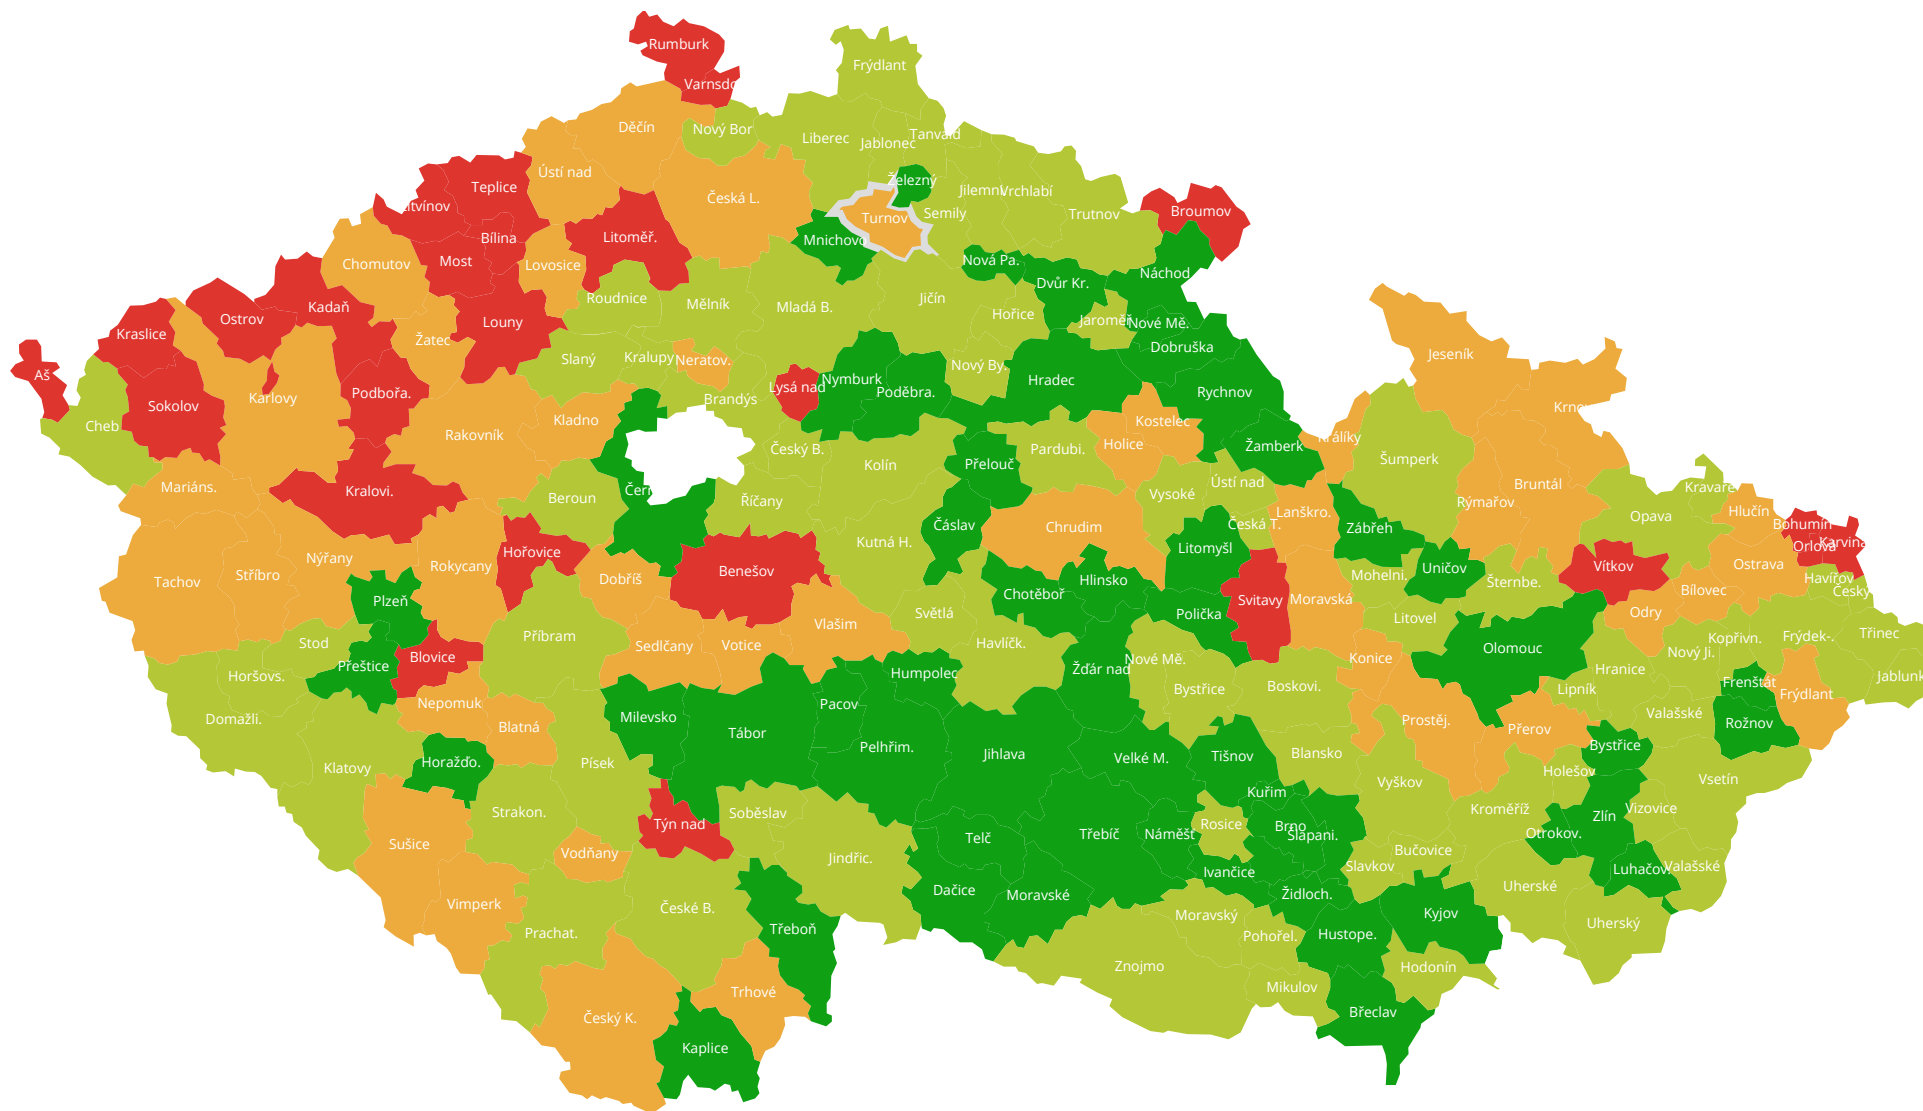 Rumburk
Frýdlant
Varnsdo
Děčín
Nový Bor
Tanvald
Liberec
Jablonec
Ústí nad
Železný
Teplice
Jilemni
Vrchlabí
Česká L.
itvínov
Broumov
Semily
Trutnov
Turnov
Bílina
Litoměř.
Mnichovo
Most
Nová Pa.
Chomutov
Lovosice
Náchod
Dvůr Kr.
Roudnice
Jičín
Mělník
Mladá B.
Kadaň
Hořice
Ostrov
Jaroměř
Louny
Nové Mě.
Kraslice
Žatec
Dobruška
Jeseník
Slaný
Kralupy
Neratov.
Nový By.
Aš
Nymburk
Hradec
Lysá nad
Poděbra.
Rychnov
Podbořa.
Karlovy
Brandýs
Sokolov
Krnov
Kladno
Kostelec
Cheb
Rakovník
Králíky
Holice
Žamberk
Český B.
Pardubi.
Šumperk
Kolín
Přelouč
Ústí nad
Bruntál
Mariáns.
Kravaře
Kralovi.
Čern
Vysoké
Beroun
Říčany
Rýmařov
Hlučín
Lanškro.
Opava
Čáslav
Chrudim
Česká T.
Bohumín
Zábřeh
Kutná H.
Karviná
Orlová
Litomyšl
Hořovice
Nýřany
Ostrava
Rokycany
Vítkov
Uničov
Benešov
Stříbro
Mohelni.
Dobříš
Hlinsko
Havířov
Tachov
Šternbe.
Bílovec
Český
Chotěboř
Plzeň
Svitavy
Moravská
Odry
Světlá
Polička
Litovel
Vlašim
Třinec
Příbram
Frýdek-.
Kopřivn.
Stod
Havlíčk.
Votice
Sedlčany
Olomouc
Nový Ji.
Blovice
Konice
Nové Mě.
Přeštice
Žďár nad
Hranice
Humpolec
Horšovs.
Jablunk
Frenštát
Boskovi.
Bystřice
Lipník
Frýdlant
Nepomuk
Pacov
Valašské
Milevsko
Domažli.
Prostěj.
Rožnov
Blatná
Přerov
Tábor
Bystřice
Pelhřim.
Blansko
Jihlava
Tišnov
Velké M.
Horažďo.
Písek
Klatovy
Holešov
Vsetín
Vyškov
Kuřim
Vizovice
Kroměříž
Strakon.
Soběslav
Zlín
Týn nad
Rosice
Brno
Otrokov.
Třebíč
Náměšť
Šlapani.
Telč
Sušice
Bučovice
Vodňany
Jindřic.
Slavkov
Valašské
Luhačov.
Ivančice
Uherské
Dačice
Moravské
Židloch.
Vimperk
České B.
Kyjov
Moravský
Uherský
Třeboň
Prachat.
Hustope.
Pohořel.
Znojmo
Hodonín
Mikulov
Trhové
Břeclav
Český K.
Kaplice